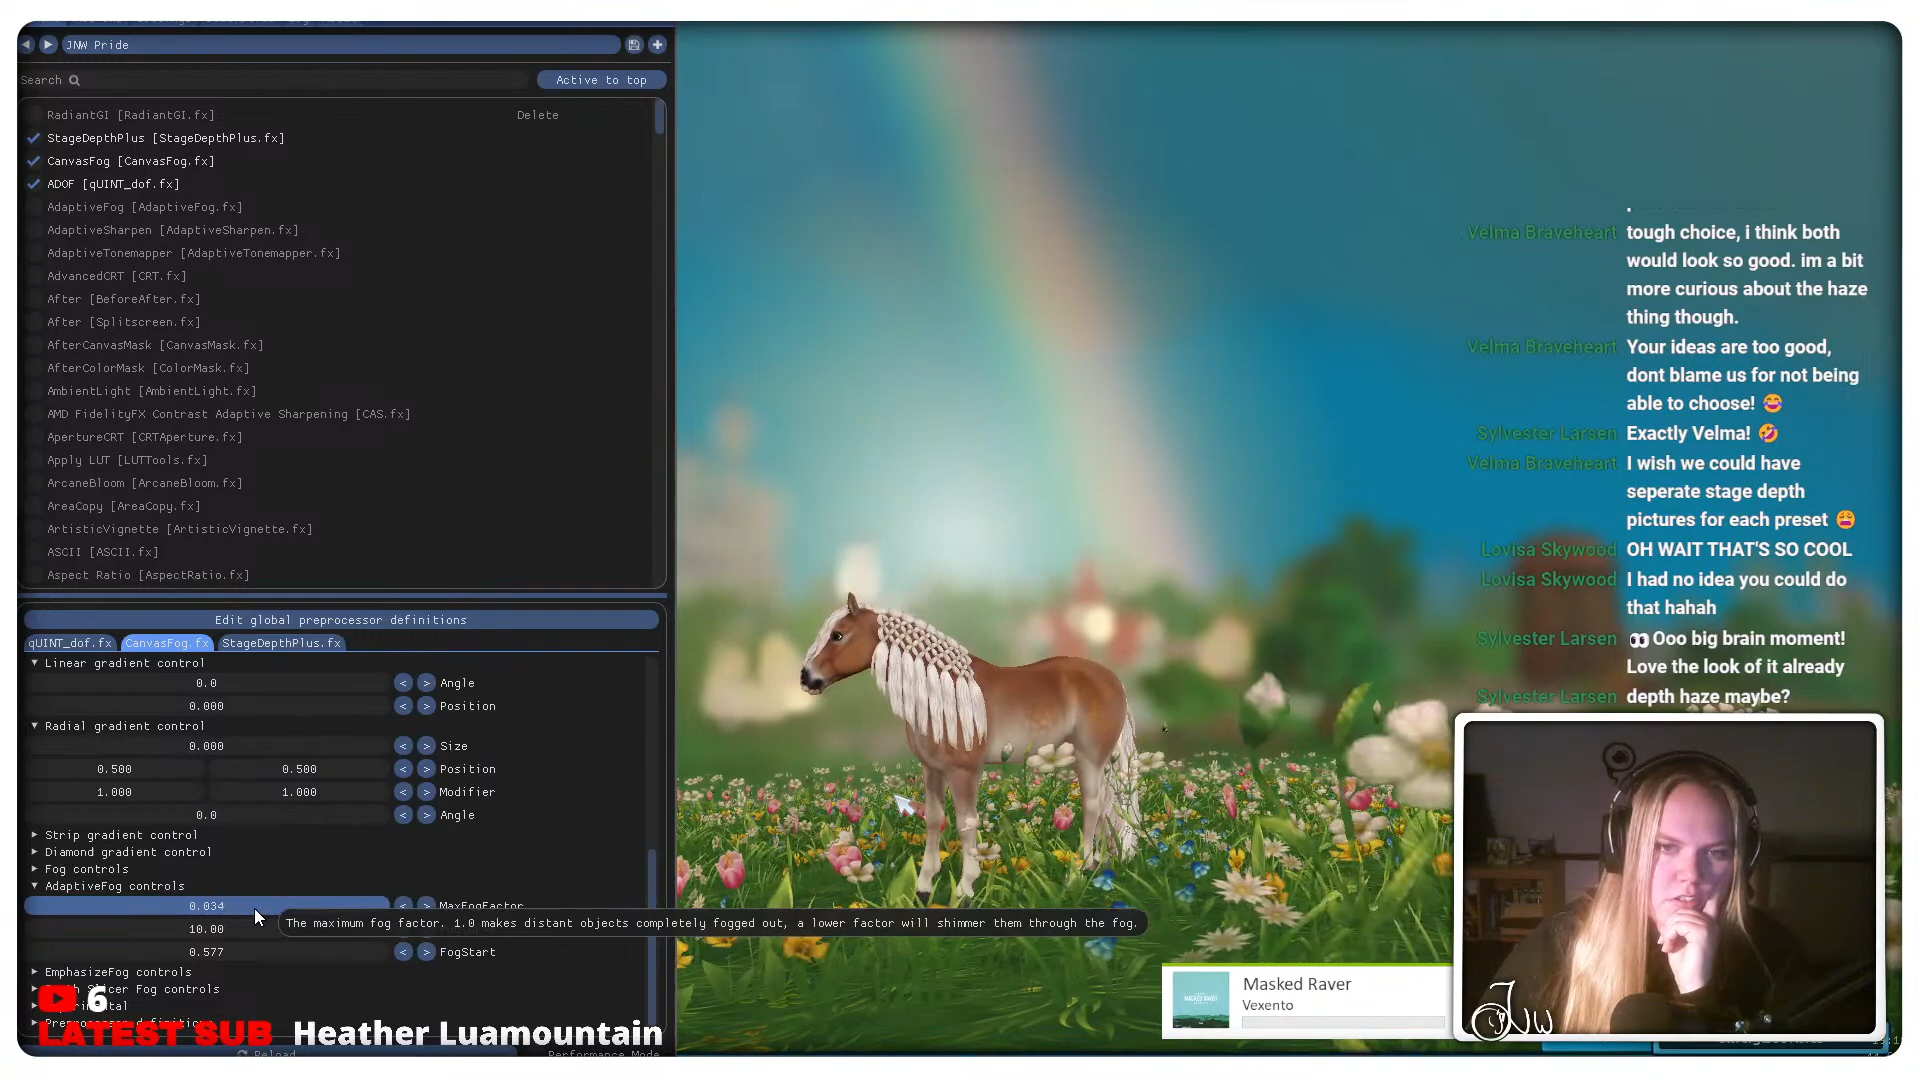 JNW Pride
Search
Active to top
RadiantGI [RadiantGI.fx]
Delete
StageDepthPlus [StageDepthPlus.fx]
CanvasFog [CanvasFog.fx]
ADOF [qUINT_dof.fx]
AdaptiveFog [AdaptiveFog.fx]
AdaptiveSharpen [AdaptiveSharpen.fx]
AdaptiveTonemapper [AdaptiveTonemapper.fx]
AdvancedCRT [CRT.fx]
After [BeforeAfter.fx]
After [Splitscreen.fx]
AfterCanvasMask [CanvasMask.fx]
AfterColorMask [ColorMask.fx]
AmbientLight [AmbientLight.fx]
AMD FidelityFX Contrast Adaptive Sharpening [CAS.fx]
ApertureCRT [CRTAperture.fx]
Apply LUT [LUTTools.fx]
ArcaneBloom [ArcaneBloom.fx]
AreaCopy [AreaCopy.fx]
ArtisticVignette [ArtisticVignette.fx]
ASCII [ASCII.fx]
Aspect Ratio [AspectRatio.fx]
Edit global preprocessor definitions
qUINT_dof.fx CanvasFog.fx StageDepthPlus.fx
Linear gradient control
0.0 < > Angle
0.000 < > Position
Radial gradient control
0.000 < > Size
0.500 0.500 < > Position
1.000 1.000 < > Modifier
0.0 < > Angle
Strip gradient control
Diamond gradient control
Fog controls
AdaptiveFog controls
0.034 < > MaxFogFactor
The maximum fog factor. 1.0 makes distant objects completely fogged out, a lower factor will shimmer them through the fog.
10.00
0.577 < > FogStart
EmphasizeFog controls
Slicer Fog controls
6
LATEST SUB Heather Luamountain
Reload
Performance Mode
Velma Braveheart tough choice, i think both
would look so good. im a bit
more curious about the haze
thing though.
Velma Braveheart Your ideas are too good,
dont blame us for not being
able to choose! 😂
Sylvester Larsen Exactly Velma! 🤣
Velma Braveheart I wish we could have
seperate stage depth
pictures for each preset 😩
Lovisa Skywood OH WAIT THAT'S SO COOL
Lovisa Skywood I had no idea you could do
that hahah
Sylvester Larsen 👀Ooo big brain moment!
Love the look of it already
Sylvester Larsen depth haze maybe?
Masked Raver
Vexento
Jnw